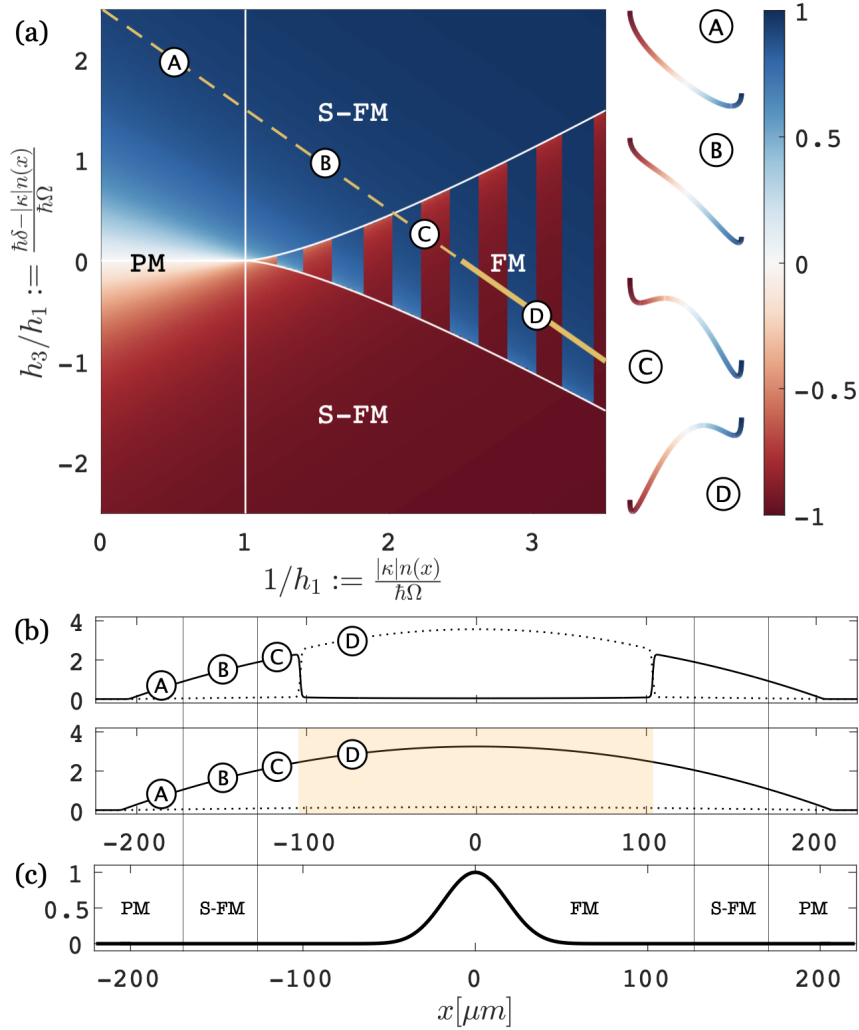 (a)
A
B
C
D
S-FM
PM
FM
S-FM
2
1
0
-1
-2
h₃/h₁ := (ħδ−|κ|n(x))/ħΩ
0
1
2
3
1/h₁ := |κ|n(x)/ħΩ
A
B
C
D
1
0.5
0
-0.5
-1
(b)
4
2
0
A
B
C
D
4
2
0
A
B
C
D
-200
-100
0
100
200
(c)
1
0.5
0
PM
S-FM
FM
S-FM
PM
-200
-100
0
100
200
x[μm]